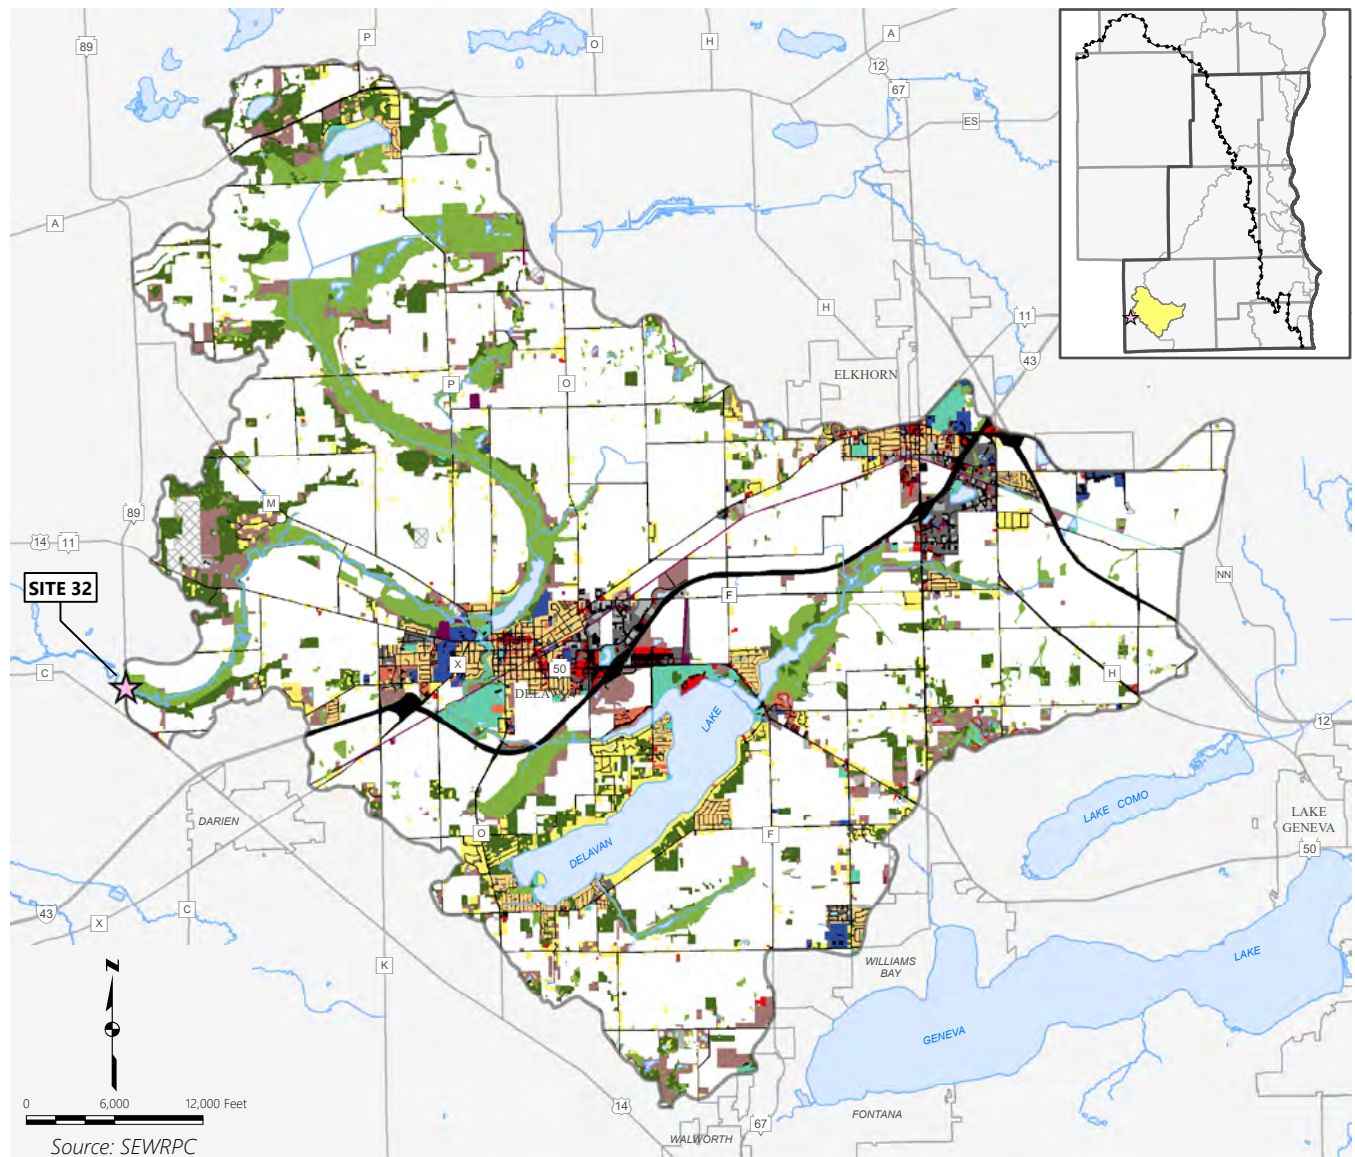 P
89
O
H
A
12
67
ES
A
H
11
43
ELKHORN
P
O
M
89
14
11
SITE 32
C
F
NN
X
50
DELAVAN
H
12
LAKE
DELAVAN
LAKE COMO
LAKE
GENEVA
50
DARIEN
O
F
43
X
C
K
WILLIAMS
BAY
LAKE
GENEVA
N
0
6,000
12,000 Feet
14
67
FONTANA
WALWORTH
Source: SEWRPC